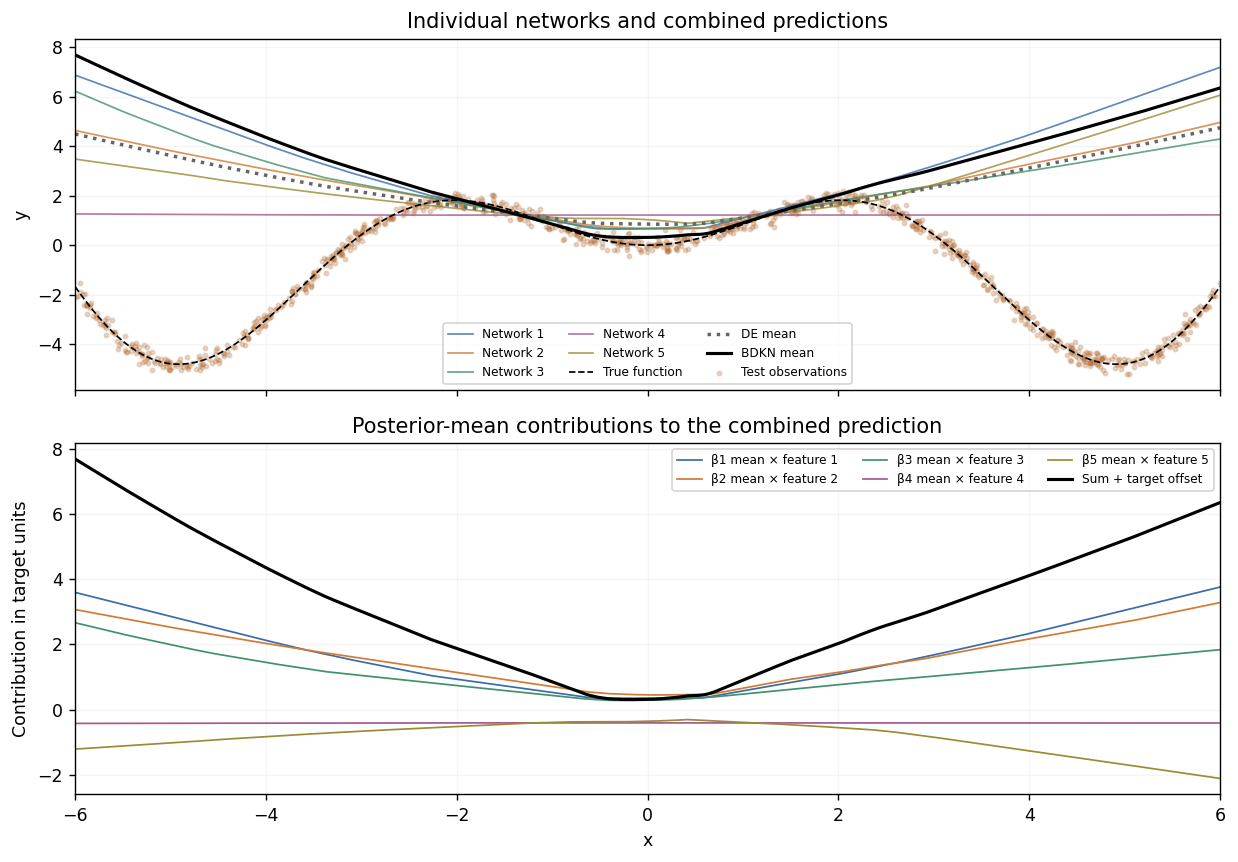 Individual networks and combined predictions
8
6
4
2
0
−2
−4
y
Network 1
Network 2
Network 3
Network 4
Network 5
True function
DE mean
BDKN mean
Test observations
Posterior-mean contributions to the combined prediction
8
6
4
2
0
−2
Contribution in target units
β1 mean × feature 1
β2 mean × feature 2
β3 mean × feature 3
β4 mean × feature 4
β5 mean × feature 5
Sum + target offset
−6
−4
−2
0
2
4
6
x